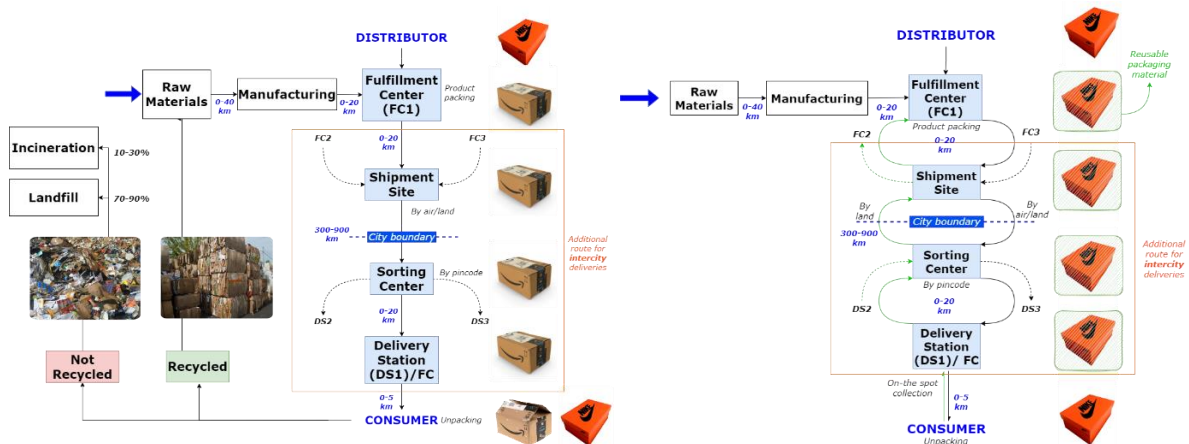 DISTRIBUTOR
Raw
Materials
0-40
km
Manufacturing
0-20
km
Fulfillment
Center
(FC1)
Product
packing
Incineration
10-30%
Landfill
70-90%
FC2
0-20
km
FC3
Shipment
Site
By air/land
300-900
km
City boundary
Sorting
Center
By pincode
DS2
0-20
km
DS3
Delivery
Station
(DS1)/FC
Additional
route for
intercity
deliveries
Not
Recycled
Recycled
0-5
km
CONSUMER
Unpacking
DISTRIBUTOR
Raw
Materials
0-40
km
Manufacturing
0-20
km
Fulfillment
Center
(FC1)
Product packing
Reusable
packaging
material
FC2
0-20
km
FC3
Shipment
Site
By
land
By
air/land
300-900
km
City boundary
Sorting
Center
By pincode
DS2
0-20
km
DS3
Delivery
Station
(DS1)/ FC
Additional
route for
intercity
deliveries
On-the spot
collection
0-5
km
CONSUMER
Unpacking